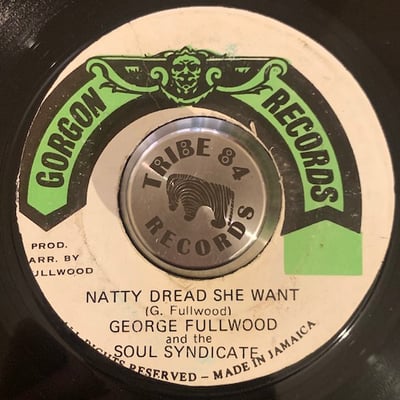 GORGON RECORDS
TRIBE 84
RECORDS
PROD.
ARR. BY
ULLWOOD
NATTY DREAD SHE WANT
(G. Fullwood)
GEORGE FULLWOOD
and the
SOUL SYNDICATE
RIGHTS RESERVED – MADE IN JAMAICA